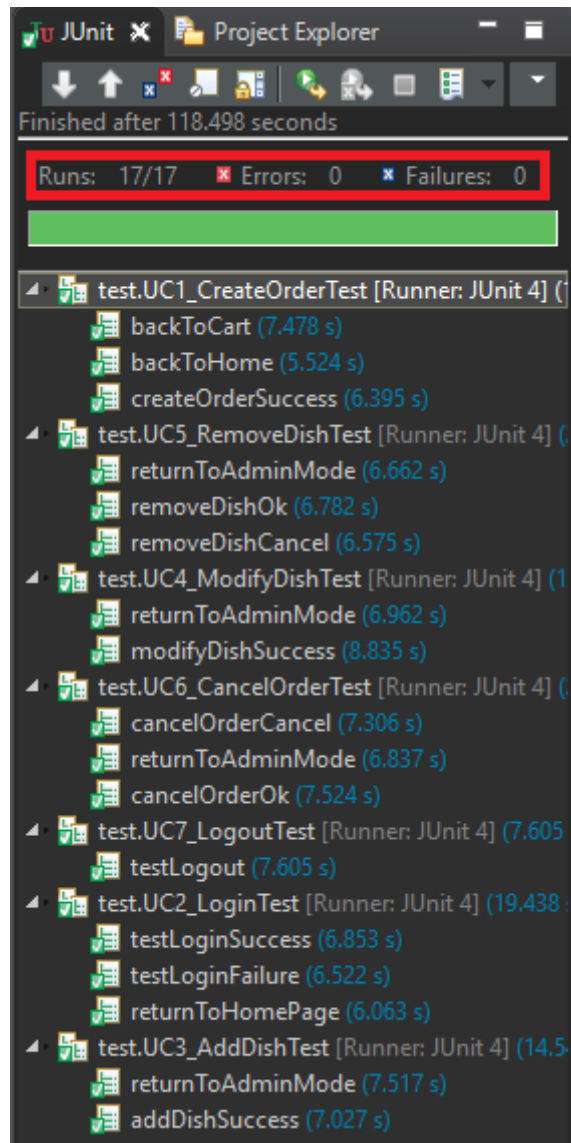 JUnit Project Explorer
Finished after 118.498 seconds
Runs: 17/17 Errors: 0 Failures: 0
test.UC1_CreateOrderTest [Runner: JUnit 4] (
backToCart (7.478 s)
backToHome (5.524 s)
createOrderSuccess (6.395 s)
test.UC5_RemoveDishTest [Runner: JUnit 4] (
returnToAdminMode (6.662 s)
removeDishOk (6.782 s)
removeDishCancel (6.575 s)
test.UC4_ModifyDishTest [Runner: JUnit 4] (1
returnToAdminMode (6.962 s)
modifyDishSuccess (8.835 s)
test.UC6_CancelOrderTest [Runner: JUnit 4] (
cancelOrderCancel (7.306 s)
returnToAdminMode (6.837 s)
cancelOrderOk (7.524 s)
test.UC7_LogoutTest [Runner: JUnit 4] (7.605
testLogout (7.605 s)
test.UC2_LoginTest [Runner: JUnit 4] (19.438
testLoginSuccess (6.853 s)
testLoginFailure (6.522 s)
returnToHomePage (6.063 s)
test.UC3_AddDishTest [Runner: JUnit 4] (14.5
returnToAdminMode (7.517 s)
addDishSuccess (7.027 s)